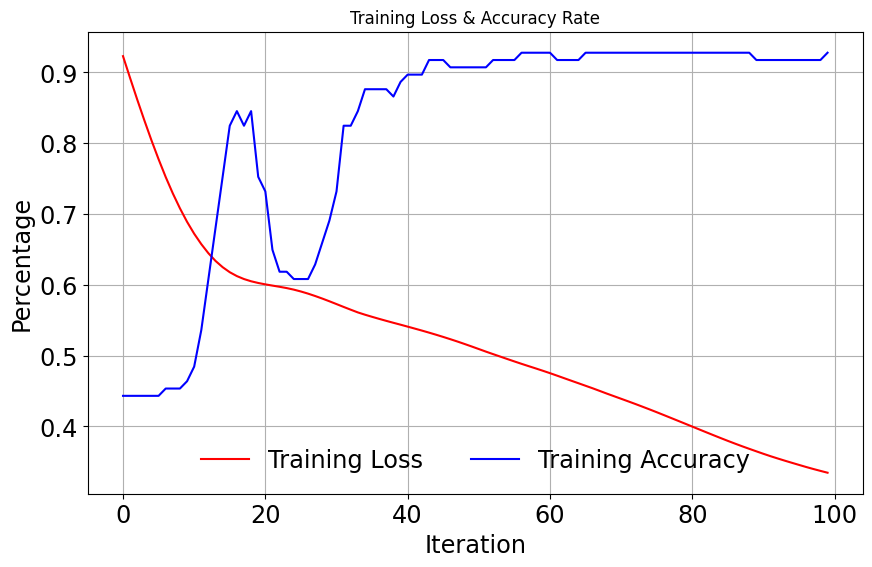 Training Loss & Accuracy Rate
Percentage
0.9
0.8
0.7
0.6
0.5
0.4
Training Loss Training Accuracy
0 20 40 60 80 100
Iteration